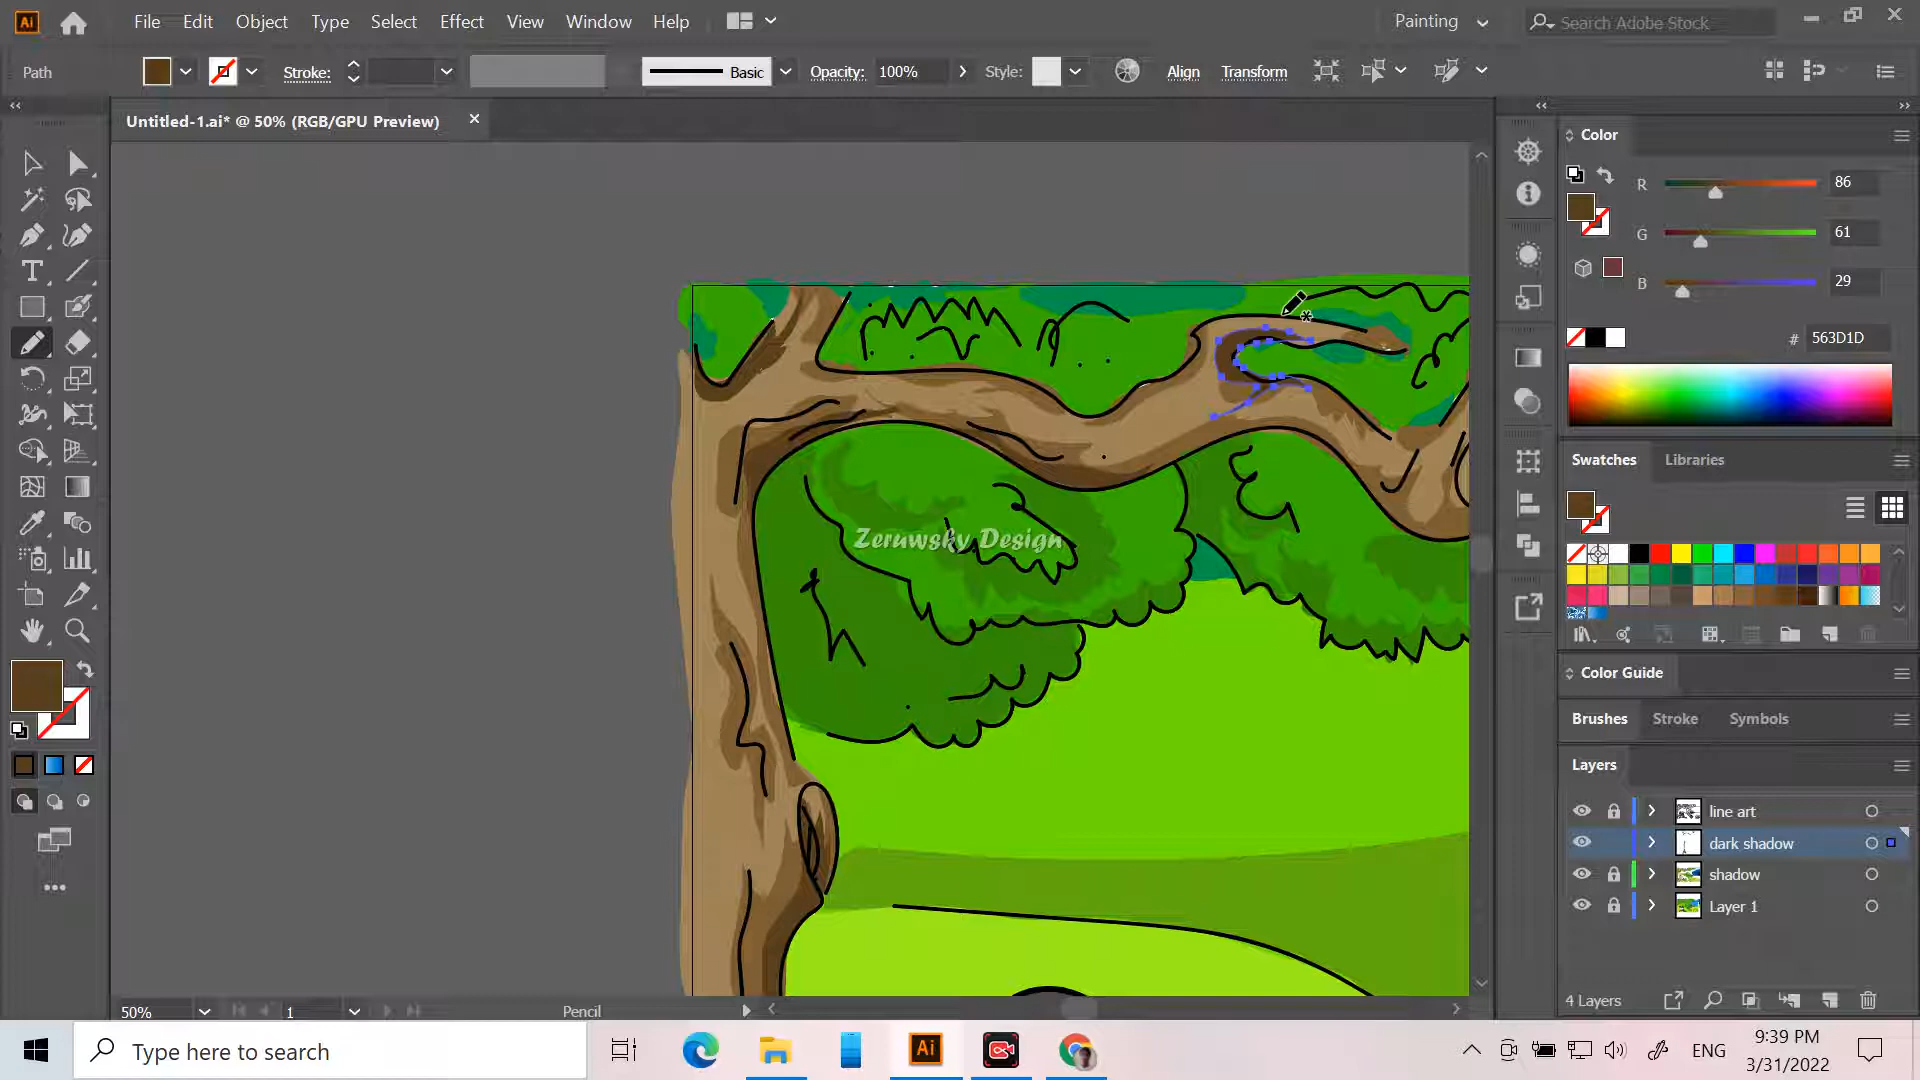 Ai File Edit Object Type Select Effect View Window Help Painting Search Adobe Stock
Path Stroke: Basic Opacity: 100% Style: Align Transform
Untitled-1.ai* @ 50% (RGB/GPU Preview)
Color
R 86
G 61
B 29
# 563D1D
Swatches Libraries
Zeruwsky Design
Color Guide
Brushes Stroke Symbols
Layers
line art
dark shadow
shadow
Layer 1
4 Layers
50% 1 Pencil
Type here to search
Ai
ENG
9:39 PM
3/31/2022